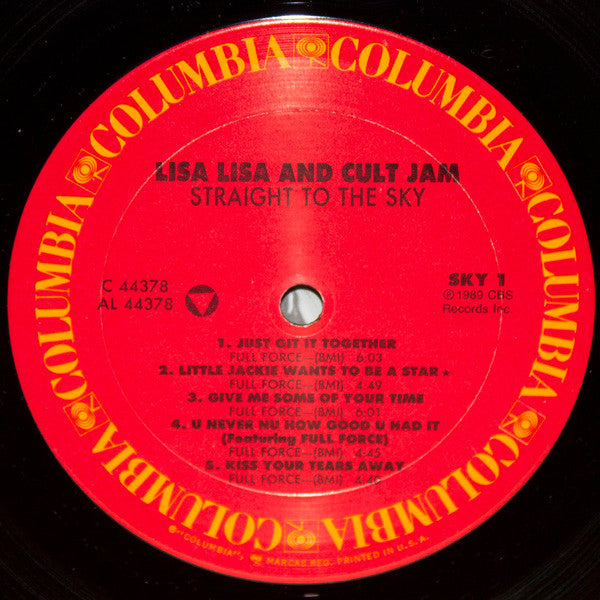 COLUMBIA COLUMBIA COLUMBIA COLUMBIA COLUMBIA COLUMBIA
LISA LISA AND CULT JAM
STRAIGHT TO THE SKY
C 44378
AL 44378
SKY 1
℗ 1989 CBS
Records Inc.
1. JUST GIT IT TOGETHER
FULL FORCE—(BMI) 6:03
2. LITTLE JACKIE WANTS TO BE A STAR ★
FULL FORCE—(BMI) 4:49
3. GIVE ME SOME OF YOUR TIME
FULL FORCE—(BMI) 6:01
4. U NEVER NU HOW GOOD U HAD IT
(Featuring FULL FORCE)
FULL FORCE—(BMI) 4:45
5. KISS YOUR TEARS AWAY
FULL FORCE—(BMI) 4:40
®"COLUMBIA", MARCAS REG. PRINTED IN U.S.A.